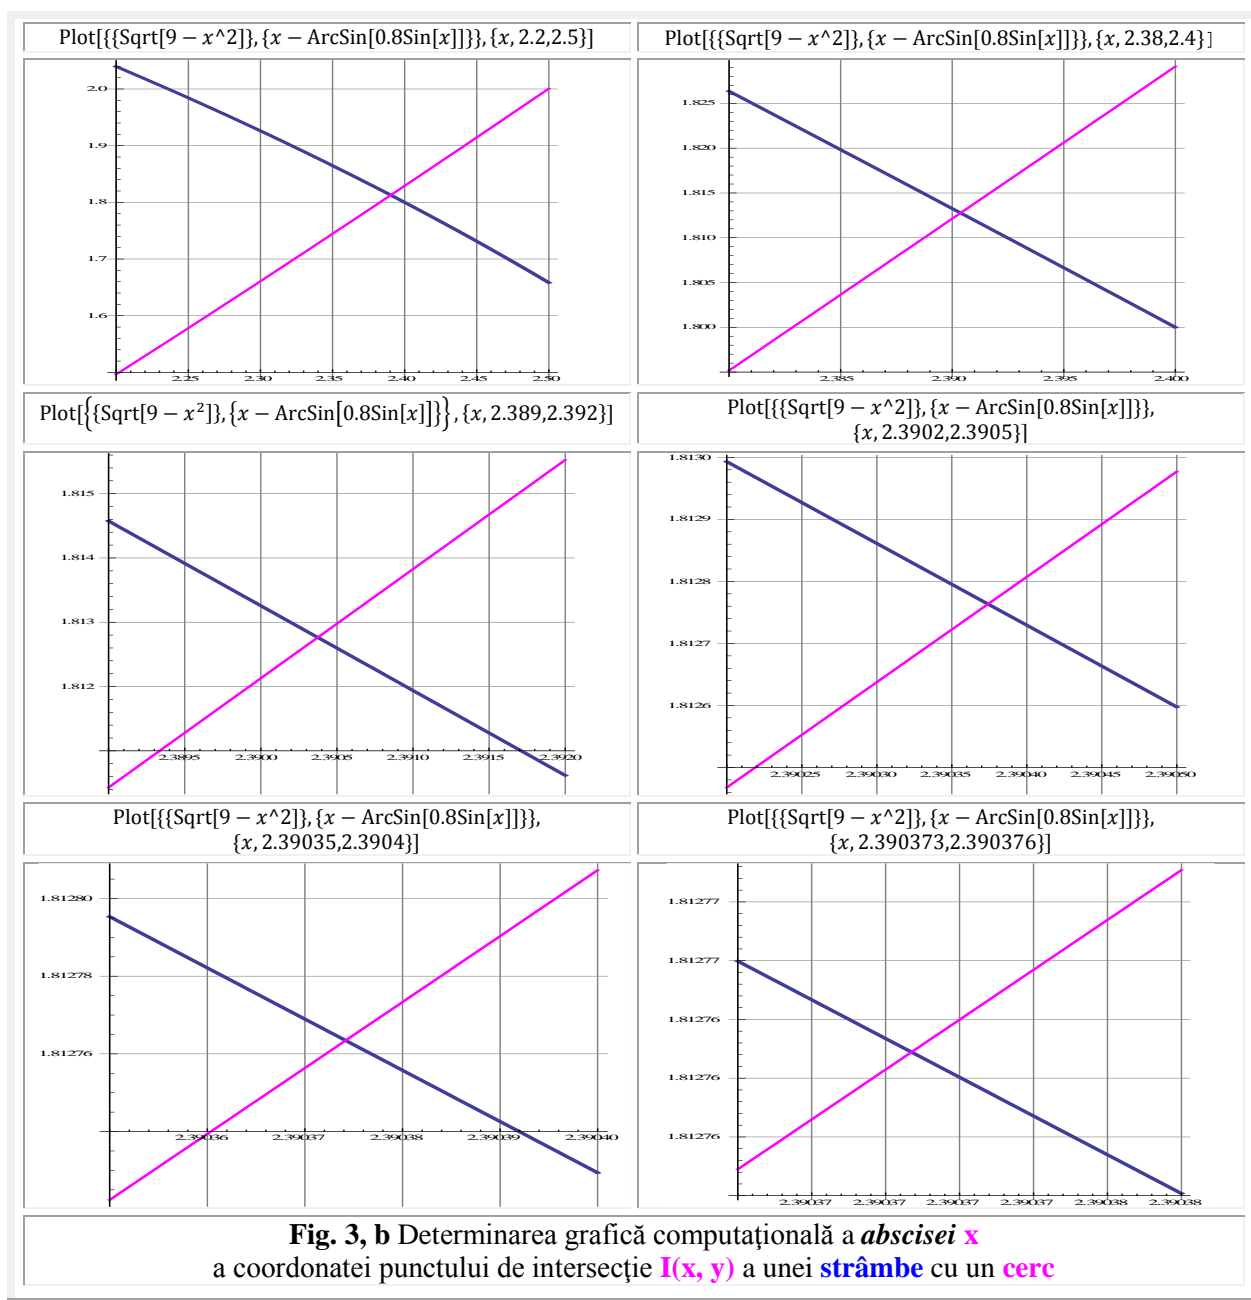 Plot[{{Sqrt[9 − x^2]}, {x − ArcSin[0.8Sin[x]]}}, {x, 2.2,2.5}]
Plot[{{Sqrt[9 − x^2]}, {x − ArcSin[0.8Sin[x]]}}, {x, 2.38,2.4}]
2.0
1.9
1.8
1.7
1.6
2.25 2.30 2.35 2.40 2.45 2.50
1.825
1.820
1.815
1.810
1.805
1.800
2.385 2.390 2.395 2.400
Plot[{{Sqrt[9 − x²]}, {x − ArcSin[0.8Sin[x]]}}, {x, 2.389,2.392}]
Plot[{{Sqrt[9 − x^2]}, {x − ArcSin[0.8Sin[x]]}},
{x, 2.3902,2.3905}]
1.815
1.814
1.813
1.812
2.3895 2.3900 2.3905 2.3910 2.3915 2.3920
1.8130
1.8129
1.8128
1.8127
1.8126
2.39025 2.39030 2.39035 2.39040 2.39045 2.39050
Plot[{{Sqrt[9 − x^2]}, {x − ArcSin[0.8Sin[x]]}},
{x, 2.39035,2.3904}]
Plot[{{Sqrt[9 − x^2]}, {x − ArcSin[0.8Sin[x]]}},
{x, 2.390373,2.390376}]
1.81280
1.81278
1.81276
2.39036 2.39037 2.39038 2.39039 2.39040
1.81277
1.81277
1.81276
1.81276
1.81276
2.39037 2.39037 2.39037 2.39037 2.39038 2.39038
Fig. 3, b Determinarea grafică computaţională a abscisei x
a coordonatei punctului de intersecţie I(x, y) a unei strâmbe cu un cerc